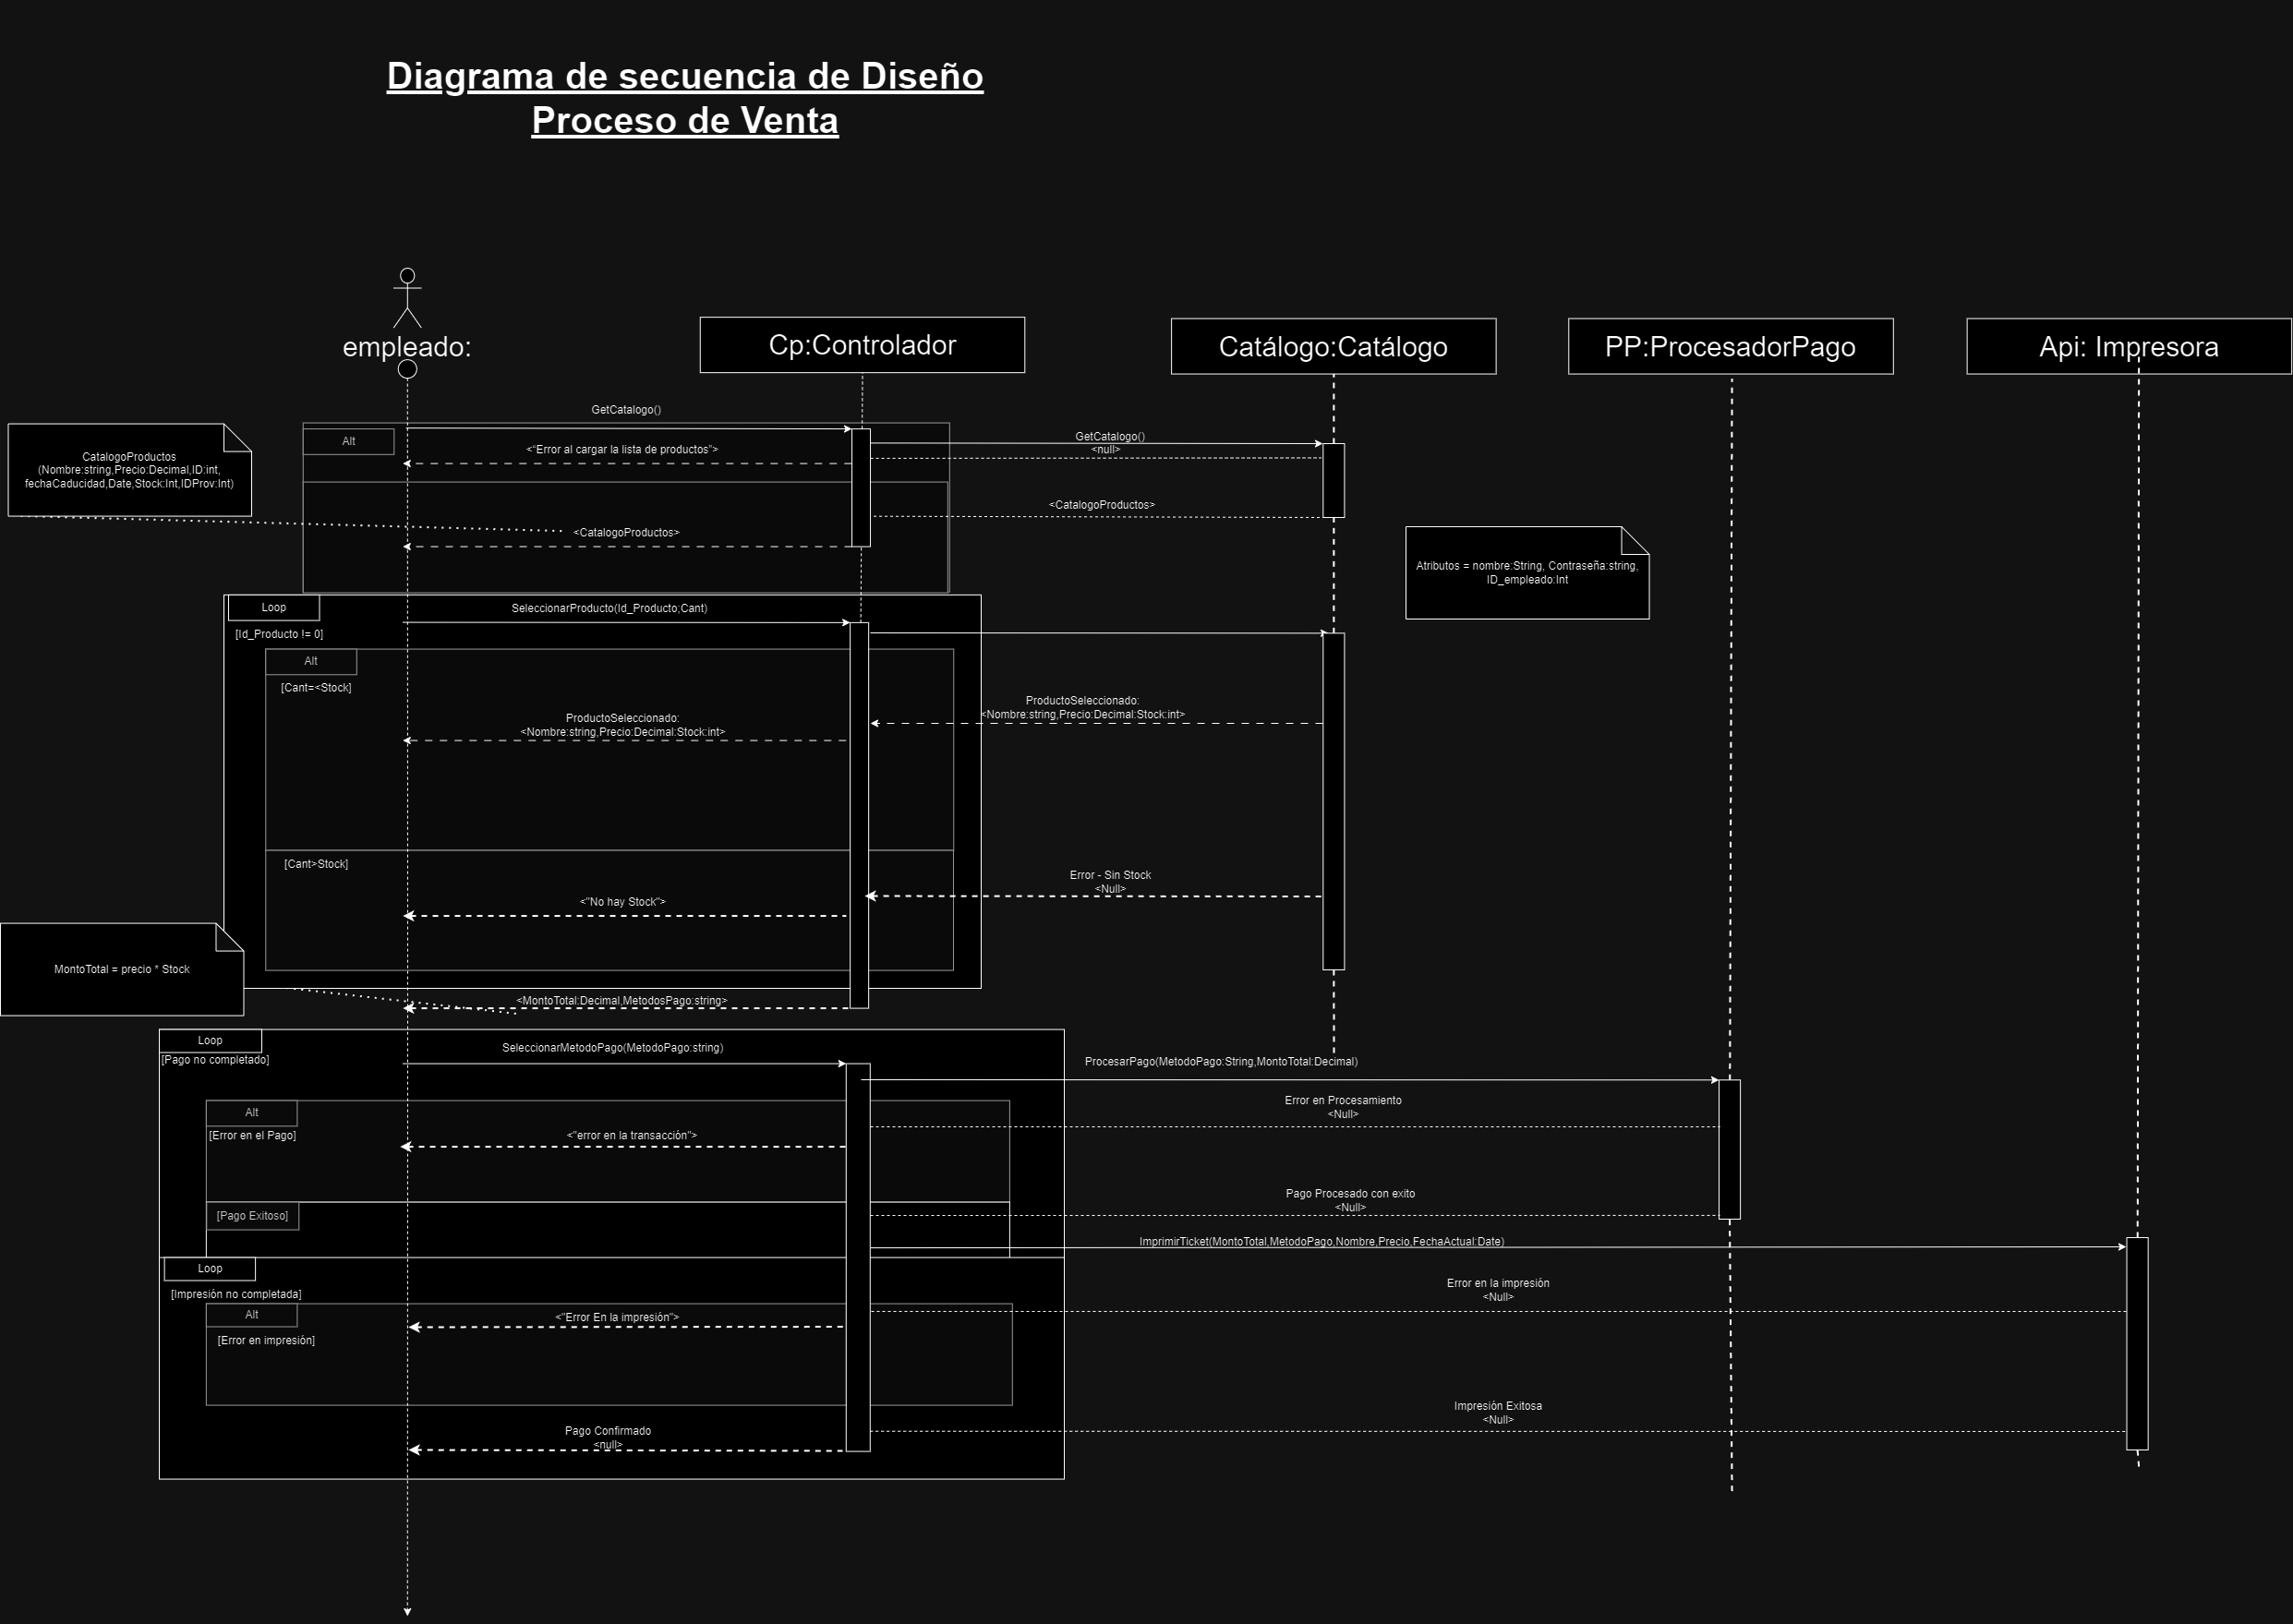 Diagrama de secuencia de Diseño
Proceso de Venta
empleado:
Cp:Controlador
Catálogo:Catálogo
PP:ProcesadorPago
Api: Impresora
GetCatalogo()
Alt
<"Error al cargar la lista de productos">
GetCatalogo()
<null>
CatalogoProductos
(Nombre:string,Precio:Decimal,ID:int,
fechaCaducidad,Date,Stock:Int,IDProv:Int)
<CatalogoProductos>
<CatalogoProductos>
Atributos = nombre:String, Contraseña:string,
ID_empleado:Int
Loop
SeleccionarProducto(Id_Producto;Cant)
[Id_Producto != 0]
Alt
[Cant=<Stock]
ProductoSeleccionado:
<Nombre:string,Precio:Decimal:Stock:int>
ProductoSeleccionado:
<Nombre:string,Precio:Decimal:Stock:int>
[Cant>Stock]
Error - Sin Stock
<Null>
<"No hay Stock">
MontoTotal = precio * Stock
<MontoTotal:Decimal,MetodosPago:string>
Loop
[Pago no completado]
SeleccionarMetodoPago(MetodoPago:string)
ProcesarPago(MetodoPago:String,MontoTotal:Decimal)
Alt
Error en Procesamiento
<Null>
[Error en el Pago]
<"error en la transacción">
Pago Procesado con exito
<Null>
[Pago Exitoso]
ImprimirTicket(MontoTotal,MetodoPago,Nombre,Precio,FechaActual:Date)
Loop
[Impresión no completada]
Error en la impresión
<Null>
Alt
<"Error En la impresión">
[Error en impresión]
Impresión Exitosa
<Null>
Pago Confirmado
<null>